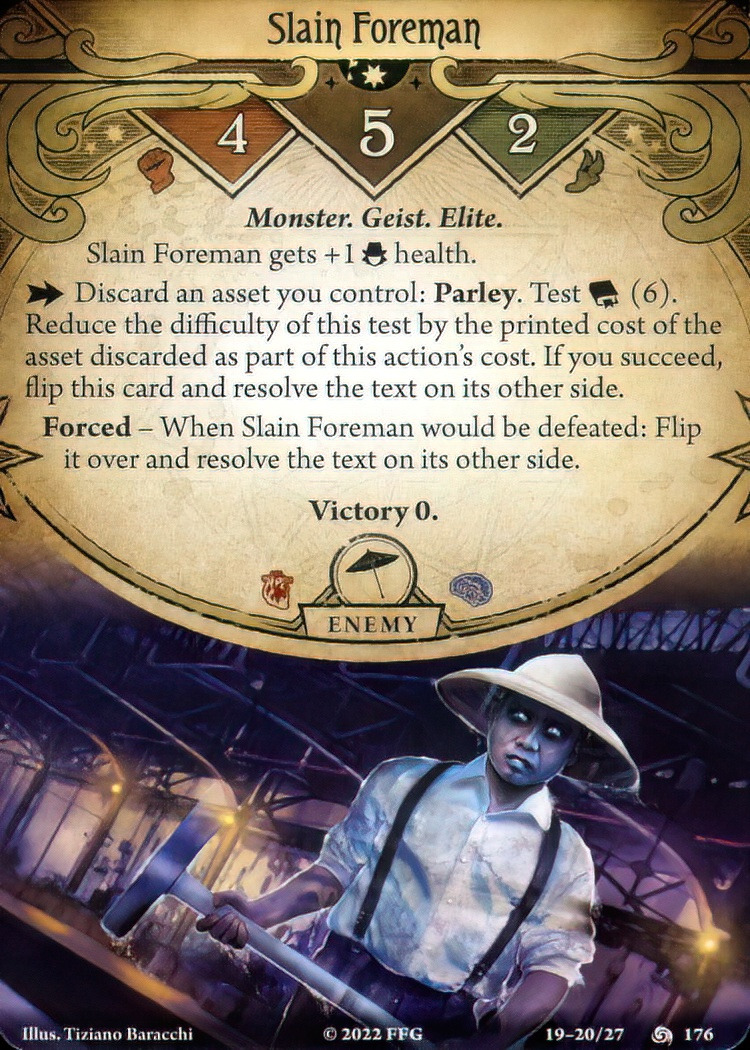 Slain Foreman
4 5 2
Monster. Geist. Elite.
Slain Foreman gets +1 health.
Discard an asset you control: Parley. Test (6).
Reduce the difficulty of this test by the printed cost of the
asset discarded as part of this action's cost. If you succeed,
flip this card and resolve the text on its other side.
Forced – When Slain Foreman would be defeated: Flip
it over and resolve the text on its other side.
Victory 0.
ENEMY
Illus. Tiziano Baracchi © 2022 FFG 19–20/27 176